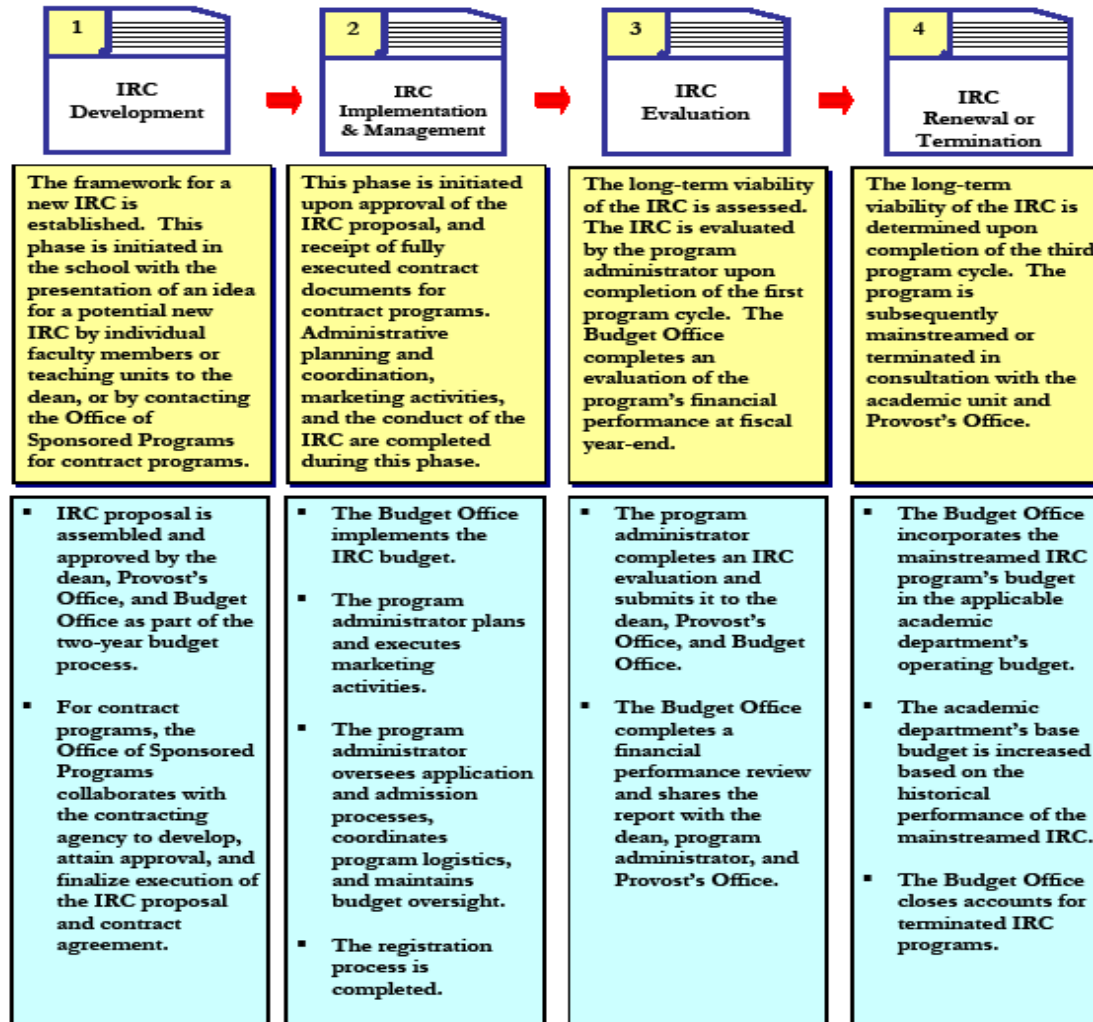 1
IRC
Development
2
IRC
Implementation
& Management
3
IRC
Evaluation
4
IRC
Renewal or
Termination
The framework for a
new IRC is
established. This
phase is initiated in
the school with the
presentation of an idea
for a potential new
IRC by individual
faculty members or
teaching units to the
dean, or by contacting
the Office of
Sponsored Programs
for contract programs.
This phase is initiated
upon approval of the
IRC proposal, and
receipt of fully
executed contract
documents for
contract programs.
Administrative
planning and
coordination,
marketing activities,
and the conduct of the
IRC are completed
during this phase.
The long-term viability
of the IRC is assessed.
The IRC is evaluated
by the program
administrator upon
completion of the first
program cycle. The
Budget Office
completes an
evaluation of the
program's financial
performance at fiscal
year-end.
The long-term
viability of the IRC is
determined upon
completion of the third
program cycle. The
program is
subsequently
mainstreamed or
terminated in
consultation with the
academic unit and
Provost's Office.
▪ IRC proposal is
assembled and
approved by the
dean, Provost's
Office, and Budget
Office as part of the
two-year budget
process.
▪ For contract
programs, the
Office of Sponsored
Programs
collaborates with
the contracting
agency to develop,
attain approval, and
finalize execution of
the IRC proposal
and contract
agreement.
▪ The Budget Office
implements the
IRC budget.
▪ The program
administrator plans
and executes
marketing
activities.
▪ The program
administrator
oversees application
and admission
processes,
coordinates
program logistics,
and maintains
budget oversight.
▪ The registration
process is
completed.
▪ The program
administrator
completes an IRC
evaluation and
submits it to the
dean, Provost's
Office, and Budget
Office.
▪ The Budget Office
completes a
financial
performance review
and shares the
report with the
dean, program
administrator, and
Provost's Office.
▪ The Budget Office
incorporates the
mainstreamed IRC
program's budget
in the applicable
academic
department's
operating budget.
▪ The academic
department's base
budget is increased
based on the
historical
performance of the
mainstreamed IRC.
▪ The Budget Office
closes accounts for
terminated IRC
programs.